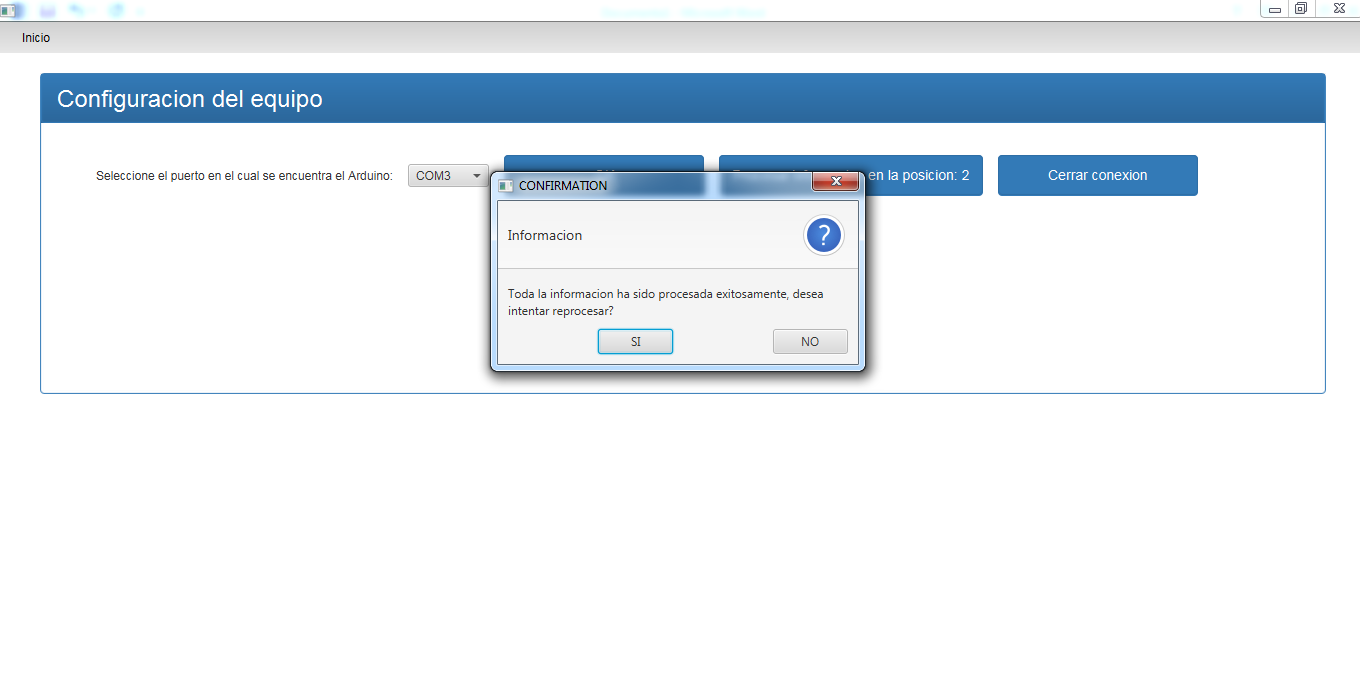 Inicio
Configuracion del equipo
Seleccione el puerto en el cual se encuentra el Arduino:
COM3
en la posicion: 2
Cerrar conexion
CONFIRMATION
Informacion
?
Toda la informacion ha sido procesada exitosamente, desea
intentar reprocesar?
SI
NO